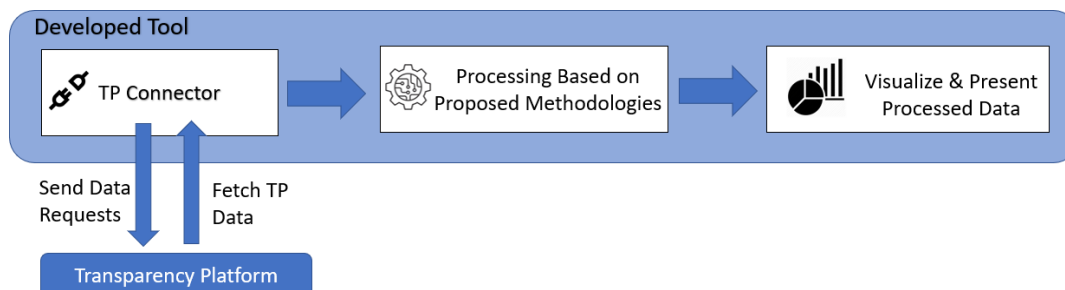 Developed Tool
TP Connector
Processing Based on
Proposed Methodologies
Visualize & Present
Processed Data
Send Data
Requests
Fetch TP
Data
Transparency Platform